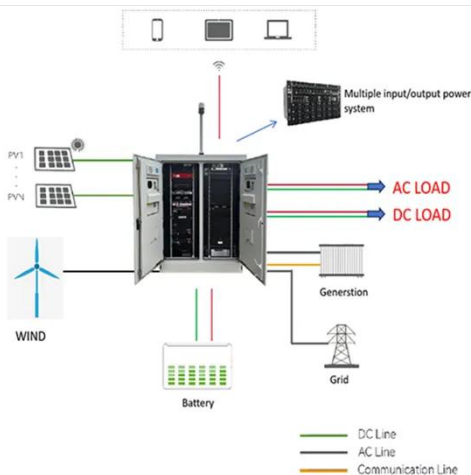 Multiple input/output power
system
PV1
PVN
AC LOAD
DC LOAD
WIND
Generstion
Battery
Grid
DC Line
AC Line
Communication Line